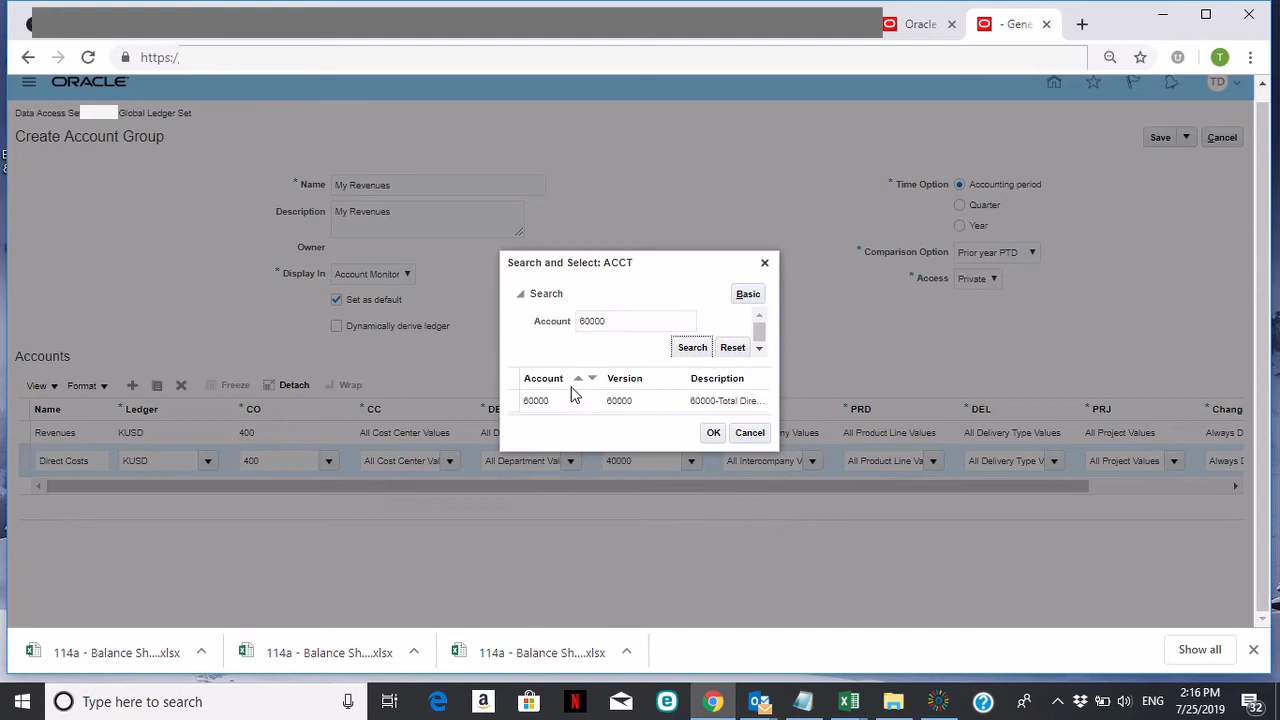 Oracle
- Gene
https:/
ORACLE
TD
Data Access Se
Global Ledger Set
Create Account Group
Save
Cancel
* Name My Revenues
Description My Revenues
Owner
* Display In Account Monitor
Set as default
Dynamically derive ledger
* Time Option Accounting period
Quarter
Year
* Comparison Option Prior year PTD
* Access Private
Search and Select: ACCT
Search
Basic
Account 60000
Search Reset
Account Version Description
60000 60000 60000-Total Dire...
OK Cancel
Accounts
View Format Freeze Detach Wrap
Name * Ledger * CO * CC * DE * PRD * DEL * PRJ * Chang
Revenues KUSD 400 All Cost Center Values All D Values All Product Line Values All Delivery Type Values All Project Values Always D
Direct Costs KUSD 400 All Cost Center Val All Department Val 40000 All Intercompany V All Product Line Va All Delivery Type V All Project Values Always D
114a - Balance Sh....xlsx 114a - Balance Sh....xlsx 114a - Balance Sh....xlsx Show all
Type here to search
ENG
2:16 PM
7/25/2019
32